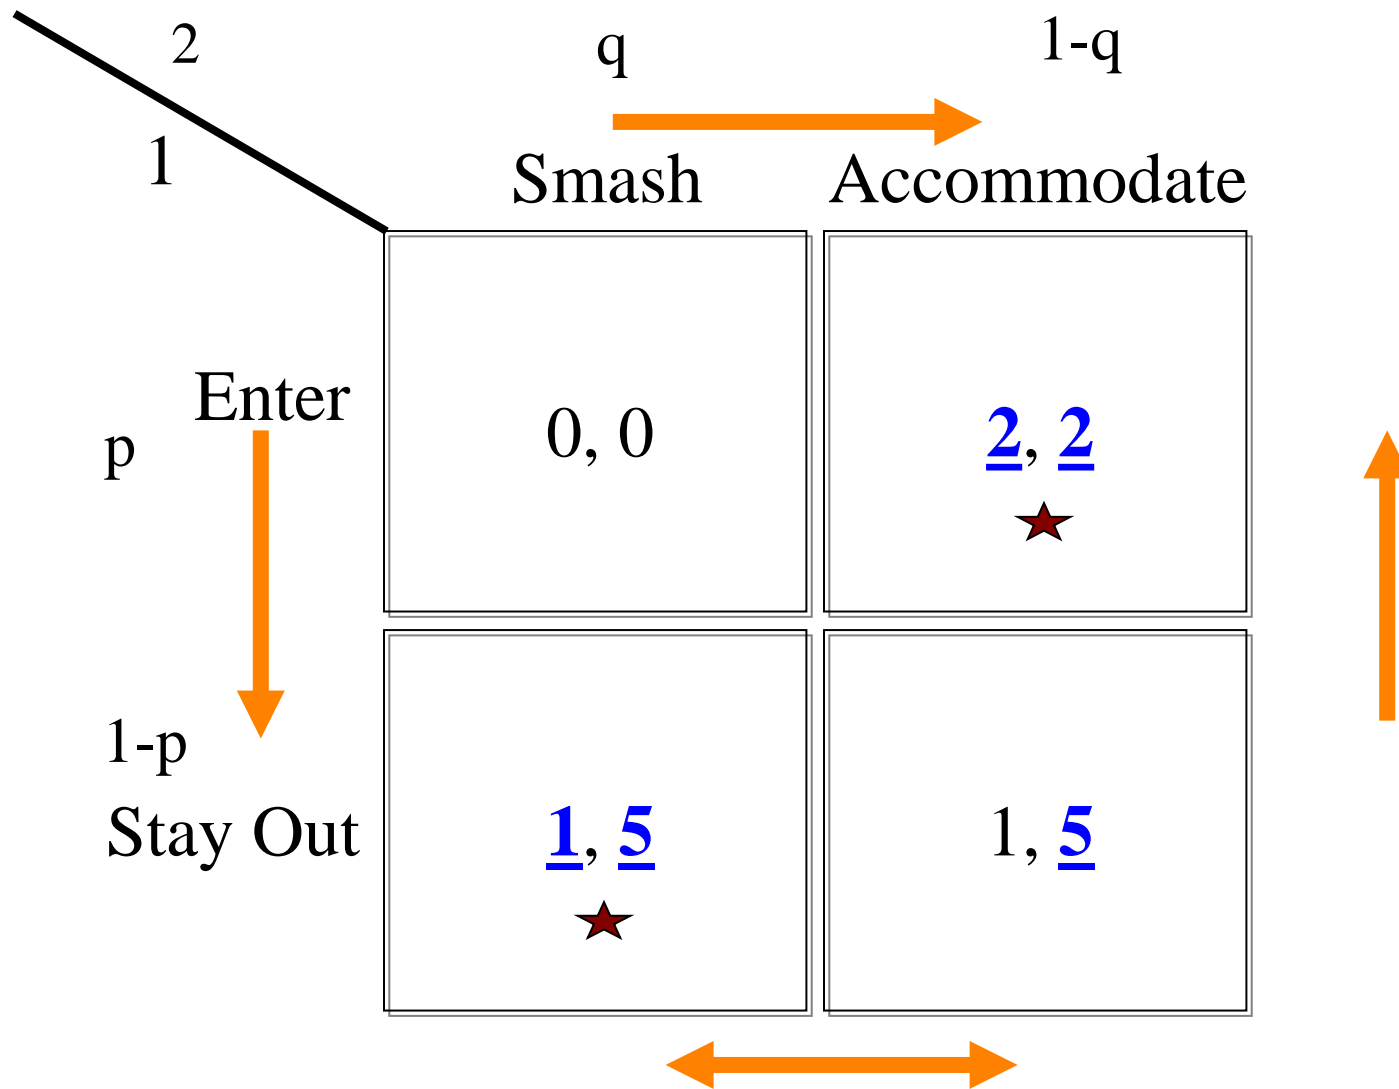 2
1
q
1-q
Smash
Accommodate
Enter
p
0, 0
2, 2
1-p
Stay Out
1, 5
1, 5